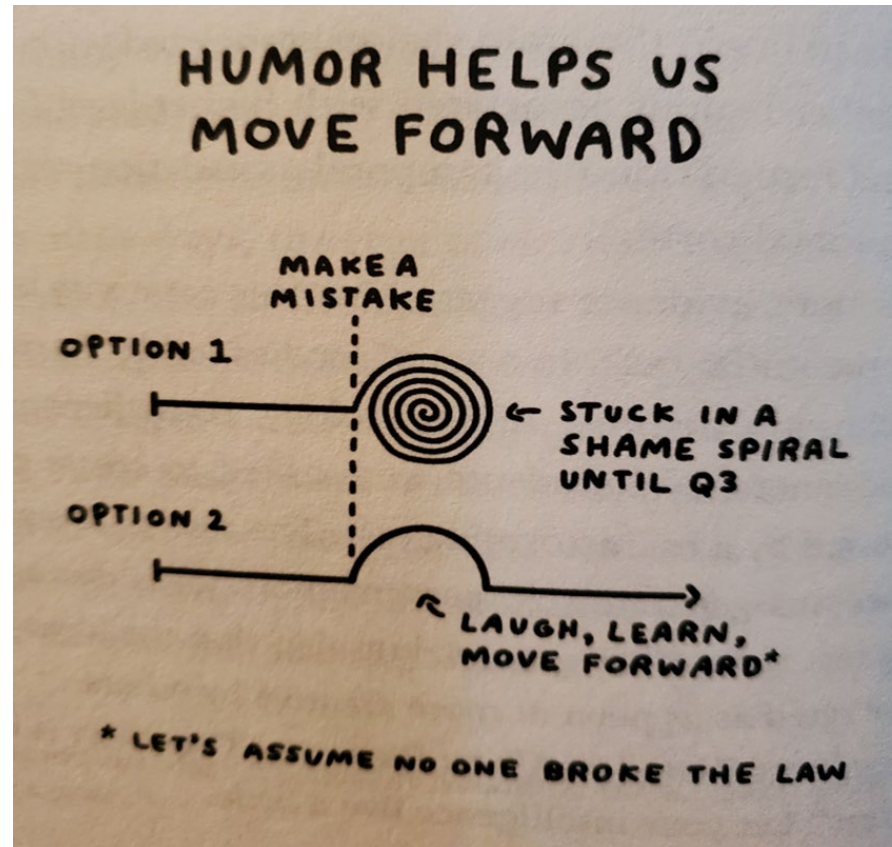 HUMOR HELPS US
MOVE FORWARD
MAKE A
MISTAKE
OPTION 1
← STUCK IN A
SHAME SPIRAL
UNTIL Q3
OPTION 2
LAUGH, LEARN,
MOVE FORWARD*
* LET'S ASSUME NO ONE BROKE THE LAW